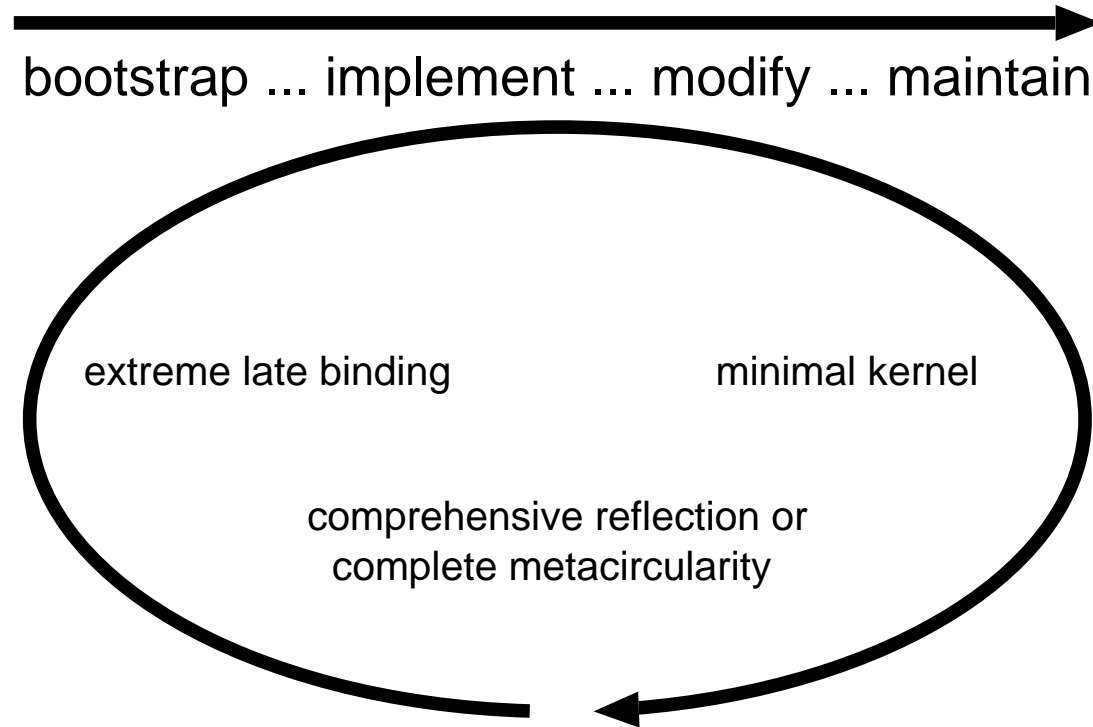 bootstrap ... implement ... modify ... maintain
extreme late binding
minimal kernel
comprehensive reflection or
complete metacircularity